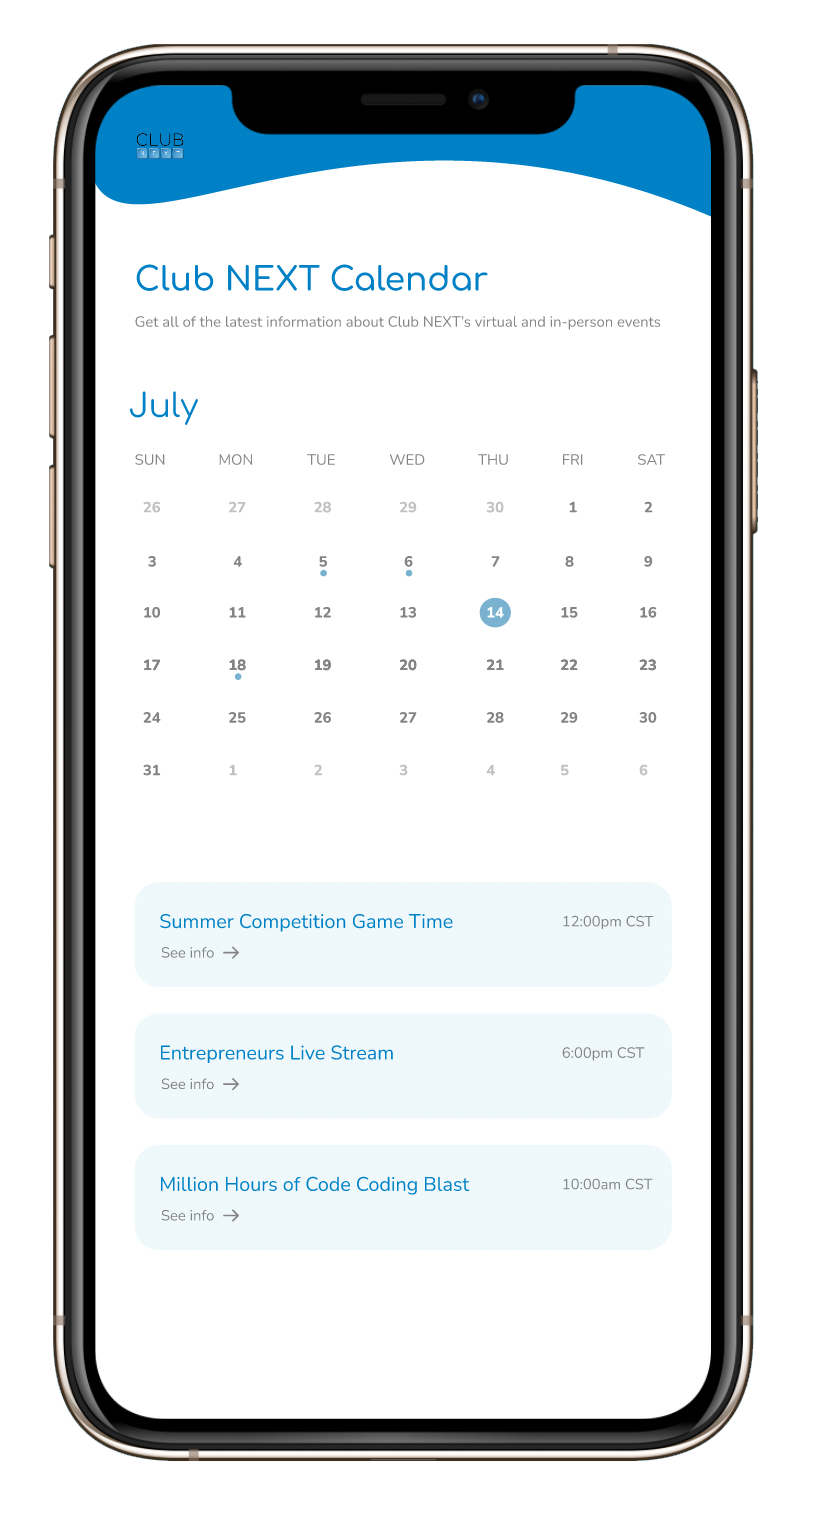 CLUB
NEXT
Club NEXT Calendar
Get all of the latest information about Club NEXT's virtual and in-person events
July
SUN MON TUE WED THU FRI SAT
26 27 28 29 30 1 2
3 4 5 6 7 8 9
10 11 12 13 14 15 16
17 18 19 20 21 22 23
24 25 26 27 28 29 30
31 1 2 3 4 5 6
Summer Competition Game Time 12:00pm CST
See info →
Entrepreneurs Live Stream 6:00pm CST
See info →
Million Hours of Code Coding Blast 10:00am CST
See info →